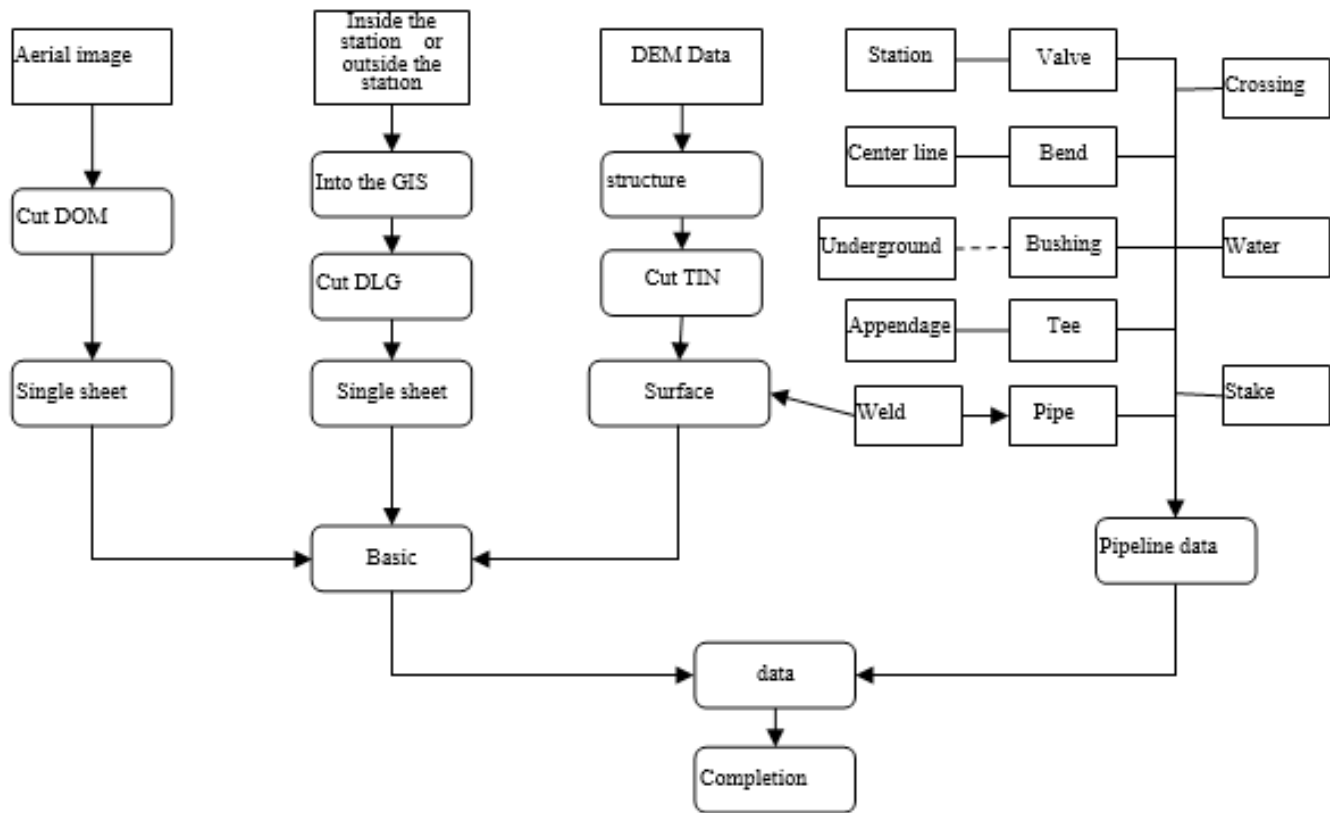 Aerial image
Inside the
station or
outside the
station
DEM Data
Station
Valve
Crossing
Center line
Bend
Into the GIS
structure
Cut DOM
Underground
Bushing
Water
Cut DLG
Cut TIN
Appendage
Tee
Single sheet
Single sheet
Surface
Weld
Pipe
Stake
Basic
Pipeline data
data
Completion